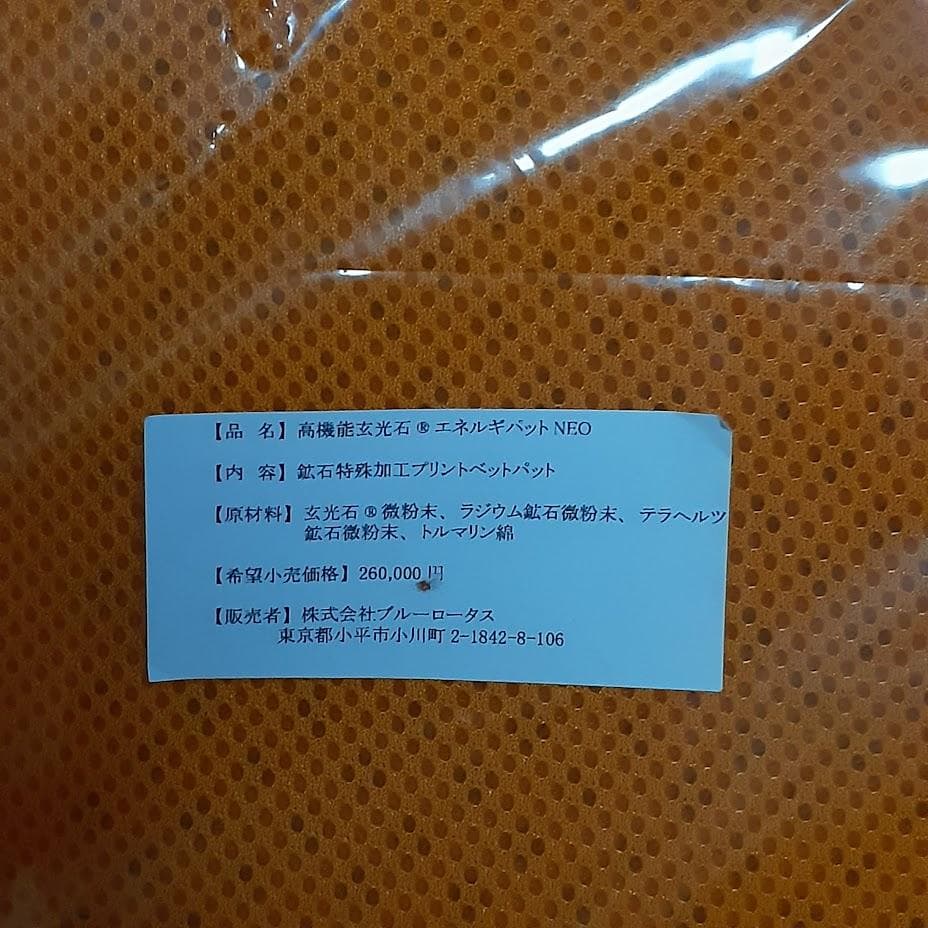 【品 名】 高機能玄光石®エネルギパットNEO
【内 容】 鉱石特殊加工プリントベットパット
【原材料】 玄光石®微粉末、ラジウム鉱石微粉末、テラヘルツ
鉱石微粉末、トルマリン綿
【希望小売価格】 260,000円
【販売者】 株式会社ブルーロータス
東京都小平市小川町2-1842-8-106